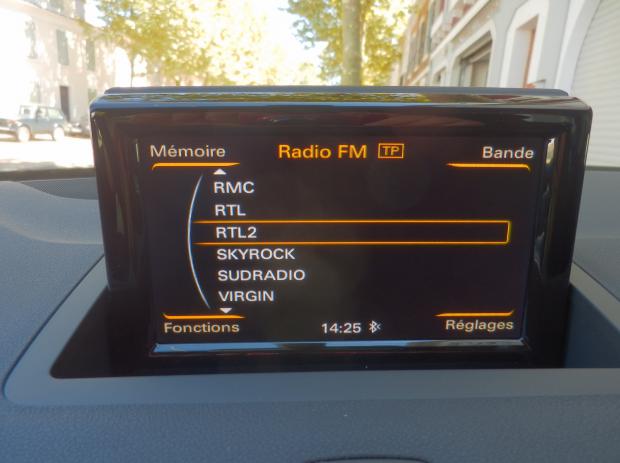 Mémoire Radio FM TP Bande
RMC
RTL
RTL2
SKYROCK
SUDRADIO
VIRGIN
Fonctions 14:25 Réglages